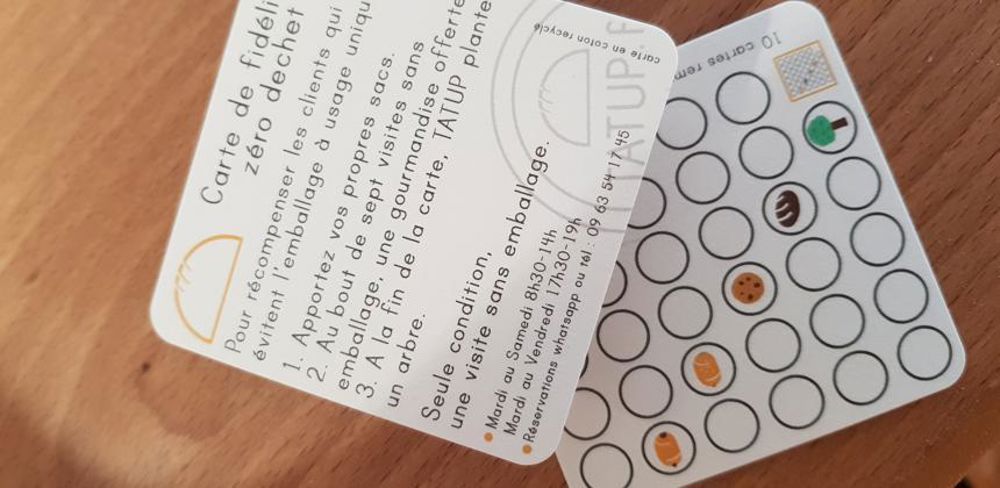 Carte de fidéli
zéro dechet
Pour récompenser les clients qui
évitent l'emballage à usage uniqu
1. Apportez vos propres sacs.
2. Au bout de sept visites sans
emballage, une gourmandise offerte
3. A la fin de la carte, TATUP plante
un arbre.
Seule condition,
une visite sans emballage.
• Mardi au Samedi 8h30-14h
Mardi au Vendredi 17h30-19h
• Réservations whatsapp ou tél : 09 63 54 17 45
TATUP.F
carte en coton recyclé
10 cartes rem